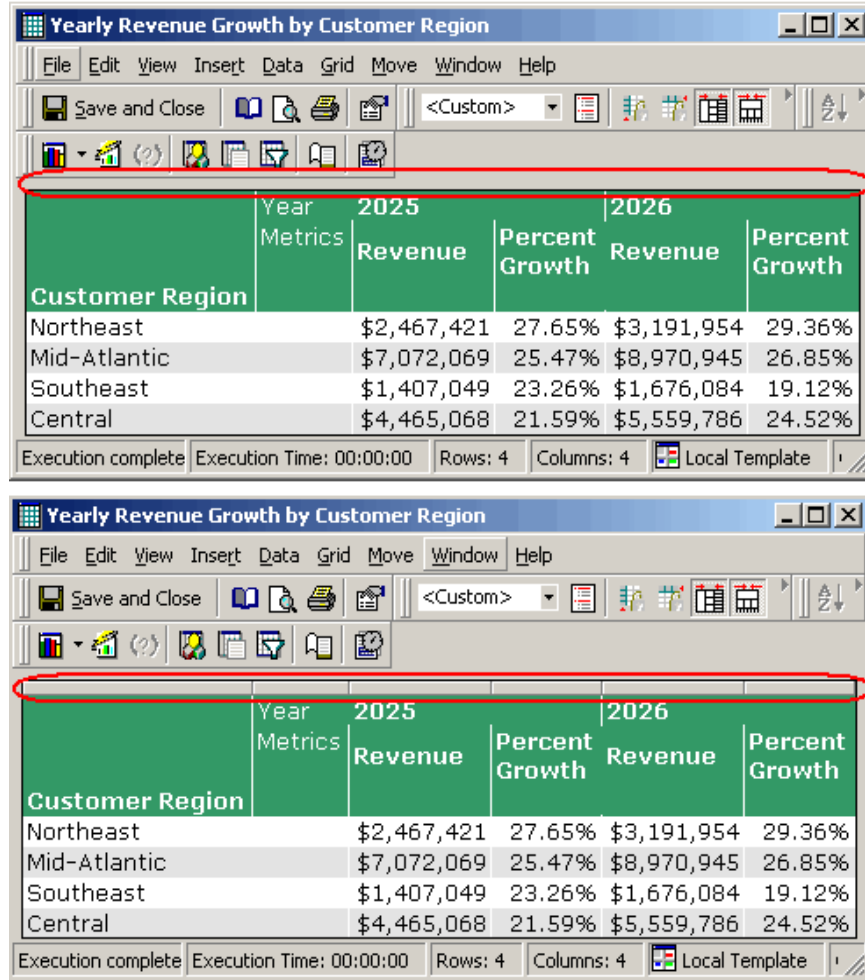 Yearly Revenue Growth by Customer Region
File Edit View Insert Data Grid Move Window Help
Save and Close <Custom>
Year 2025 2026
Metrics Revenue Percent Growth Revenue Percent Growth
Customer Region
Northeast $2,467,421 27.65% $3,191,954 29.36%
Mid-Atlantic $7,072,069 25.47% $8,970,945 26.85%
Southeast $1,407,049 23.26% $1,676,084 19.12%
Central $4,465,068 21.59% $5,559,786 24.52%
Execution complete Execution Time: 00:00:00 Rows: 4 Columns: 4 Local Template
Yearly Revenue Growth by Customer Region
File Edit View Insert Data Grid Move Window Help
Save and Close <Custom>
Year 2025 2026
Metrics Revenue Percent Growth Revenue Percent Growth
Customer Region
Northeast $2,467,421 27.65% $3,191,954 29.36%
Mid-Atlantic $7,072,069 25.47% $8,970,945 26.85%
Southeast $1,407,049 23.26% $1,676,084 19.12%
Central $4,465,068 21.59% $5,559,786 24.52%
Execution complete Execution Time: 00:00:00 Rows: 4 Columns: 4 Local Template